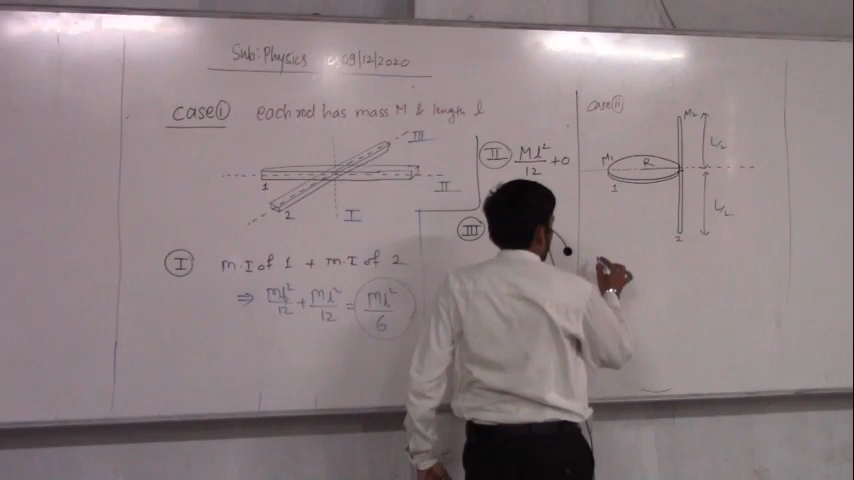 Sub: Physics 09/12/2020
Case I each rod has mass M & length l
III
1
II
2
I
I m.I of 1 + m.I of 2
⇒ Ml²/12 + Ml²/12 = Ml²/6
II Ml²/12 + 0
III
Case ii
M2
L/2
M1
R
1
L/2
2